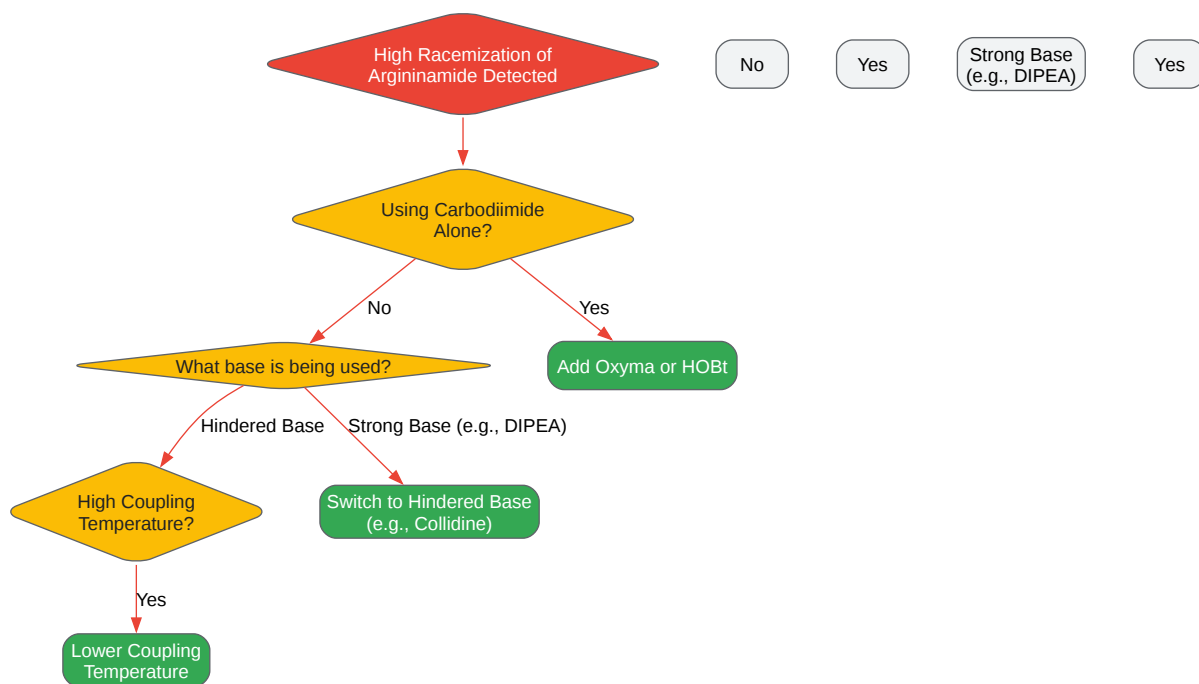 High Racemization of
Argininamide Detected
No
Yes
Strong Base
(e.g., DIPEA)
Yes
Using Carbodiimide
Alone?
No
Yes
What base is being used?
Add Oxyma or HOBt
Hindered Base
Strong Base (e.g., DIPEA)
High Coupling
Temperature?
Switch to Hindered Base
(e.g., Collidine)
Yes
Lower Coupling
Temperature